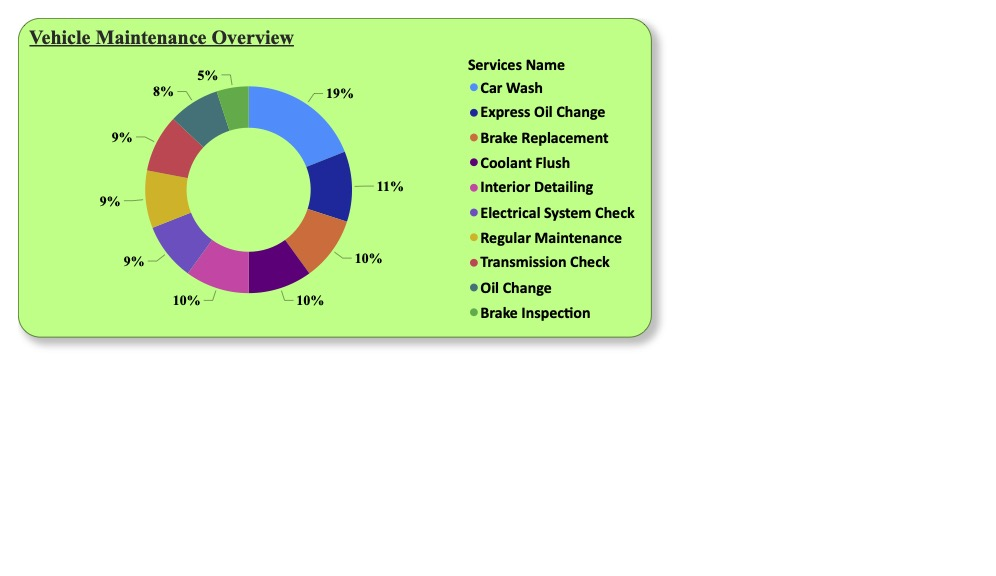 Vehicle Maintenance Overview
5%
8%
9%
9%
9%
10%
10%
10%
11%
19%
Services Name
Car Wash
Express Oil Change
Brake Replacement
Coolant Flush
Interior Detailing
Electrical System Check
Regular Maintenance
Transmission Check
Oil Change
Brake Inspection